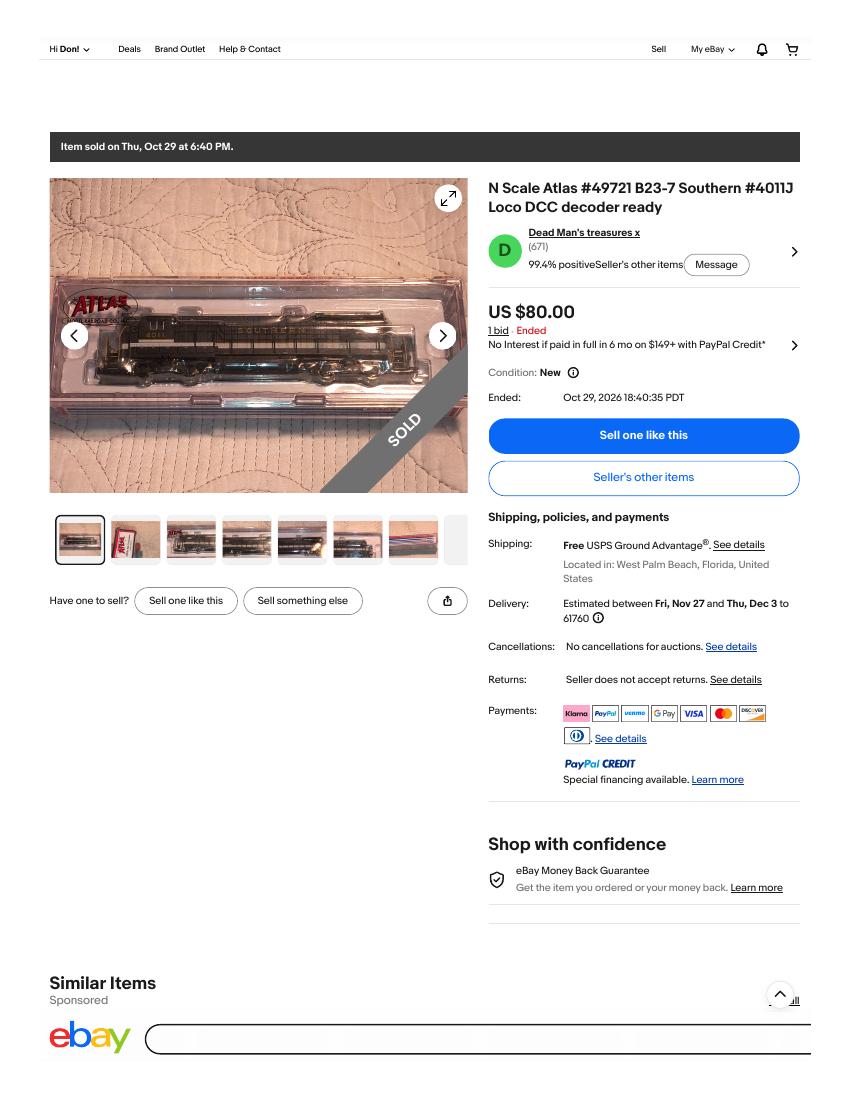 Hi Don!
Deals
Brand Outlet
Help & Contact
Sell
My eBay
Item sold on Thu, Oct 29 at 6:40 PM.
ATLAS
SOUTHERN
SOLD
Have one to sell?
Sell one like this
Sell something else
N Scale Atlas #49721 B23-7 Southern #4011J
Loco DCC decoder ready
D
Dead Man's treasures x
(671)
99.4% positiveSeller's other items
Message
US $80.00
1 bid · Ended
No Interest if paid in full in 6 mo on $149+ with PayPal Credit*
Condition: New
Ended: Oct 29, 2026 18:40:35 PDT
Sell one like this
Seller's other items
Shipping, policies, and payments
Shipping: Free USPS Ground Advantage®. See details
Located in: West Palm Beach, Florida, United
States
Delivery: Estimated between Fri, Nov 27 and Thu, Dec 3 to
61760
Cancellations: No cancellations for auctions. See details
Returns: Seller does not accept returns. See details
Payments: Klarna PayPal venmo G Pay VISA DISCOVER
. See details
PayPal CREDIT
Special financing available. Learn more
Shop with confidence
eBay Money Back Guarantee
Get the item you ordered or your money back. Learn more
Similar Items
Sponsored
ebay